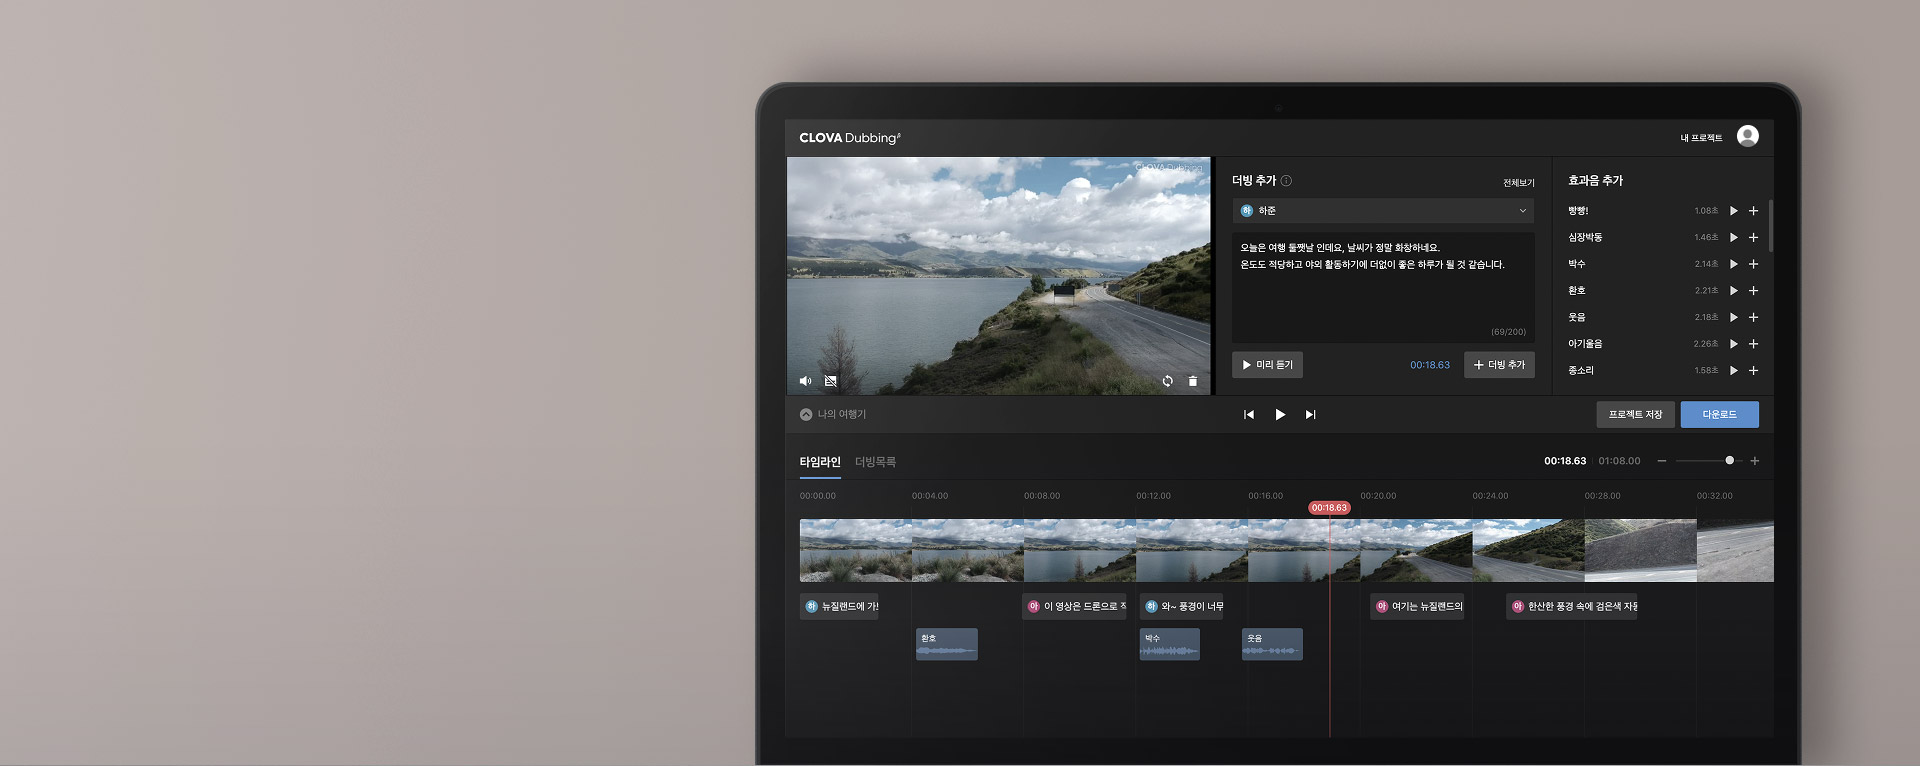 CLOVA Dubbing β
내 프로젝트
CLOVA Dubbing
더빙 추가
전체보기
하 하준
오늘은 여행 둘쨋날 인데요, 날씨가 정말 화창하네요.
온도도 적당하고 야외 활동하기에 더없이 좋은 하루가 될 것 같습니다.
(69/200)
미리 듣기
00:18.63
더빙 추가
효과음 추가
빵빵! 1.08초
심장박동 1.46초
박수 2.14초
환호 2.21초
웃음 2.18초
아기울음 2.26초
종소리 1.58초
나의 여행기
프로젝트 저장
다운로드
타임라인 더빙목록
00:18.63 01:08.00
00:00.00 00:04.00 00:08.00 00:12.00 00:16.00 00:20.00 00:24.00 00:28.00 00:32.00
00:18.63
하 뉴질랜드에 가
아 이 영상은 드론으로
하 와~ 풍경이 너무
아 여기는 뉴질랜드의
아 한산한 풍경 속에 검은색 자동
환호
박수
웃음